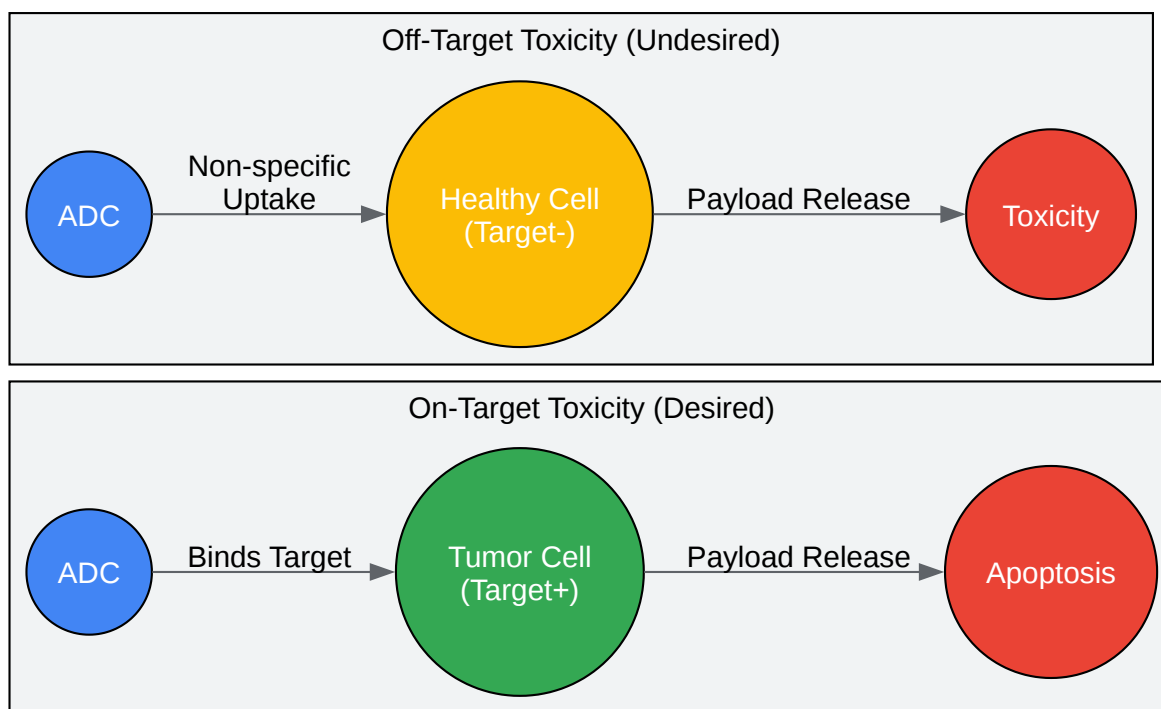 Off-Target Toxicity (Undesired)
ADC
Non-specific
Uptake
Healthy Cell
(Target-)
Payload Release
Toxicity
On-Target Toxicity (Desired)
ADC
Binds Target
Tumor Cell
(Target+)
Payload Release
Apoptosis